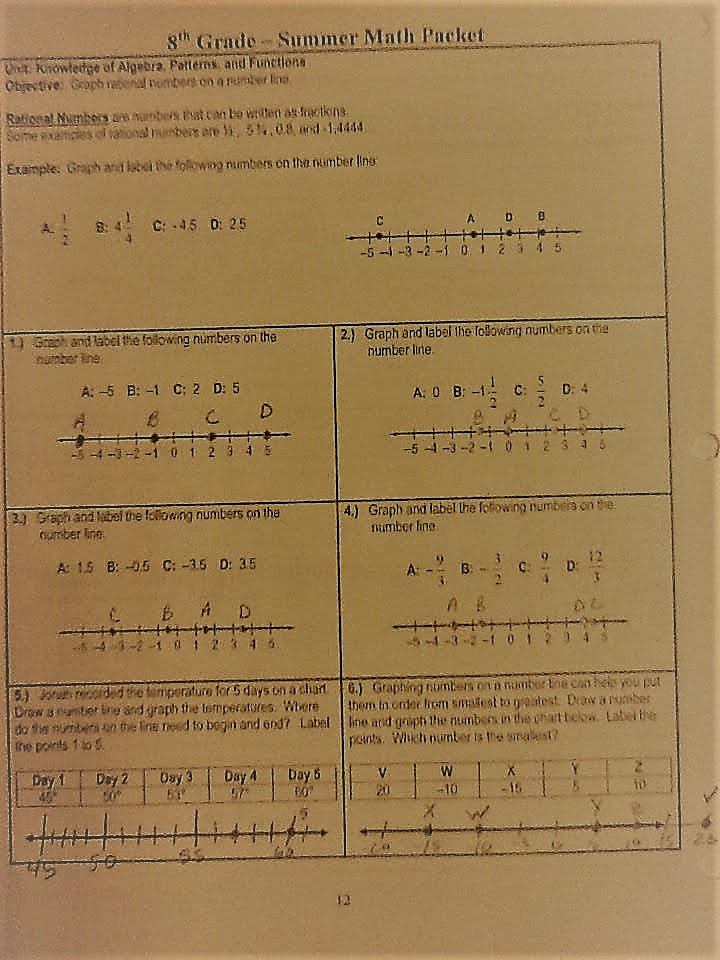 8th Grade – Summer Math Packet
Unit: Knowledge of Algebra, Patterns, and Functions
Objective: Graph rational numbers on a number line.
Rational Numbers are numbers that can be written as fractions.
Some examples of rational numbers are ½, 5 ¼, 0.8, and -1.4444.
Example: Graph and label the following numbers on the number line:
A: 1/2 B: 4 1/4 C: -4.5 D: 2.5
C A D B
-5 -4 -3 -2 -1 0 1 2 3 4 5
1.) Graph and label the following numbers on the
number line.
A: –5 B: –1 C: 2 D: 5
A B C D
-5 -4 -3 -2 -1 0 1 2 3 4 5
2.) Graph and label the following numbers on the
number line.
A: 0 B: –1 1/2 C: 5/2 D: 4
B A C D
-5 -4 -3 -2 -1 0 1 2 3 4 5
3.) Graph and label the following numbers on the
number line.
A: 1.5 B: –0.5 C: –3.5 D: 3.5
C B A D
-5 -4 -3 -2 -1 0 1 2 3 4 5
4.) Graph and label the following numbers on the
number line.
A: – 9/3 B: – 3/2 C: 9/4 D: 12/3
A B D C
-5 -4 -3 -2 -1 0 1 2 3 4 5
5.) Jonah recorded the temperature for 5 days on a chart.
Draw a number line and graph the temperatures. Where
do the numbers on the line need to begin and end? Label
the points 1 to 5.
Day 1 Day 2 Day 3 Day 4 Day 5
45° 50° 53° 57° 60°
5
45 50 55 60
6.) Graphing numbers on a number line can help you put
them in order from smallest to greatest. Draw a number
line and graph the numbers in the chart below. Label the
points. Which number is the smallest?
V W X Y Z
20 –10 –15 5 10
X W Y Z V
15 10 5 0 5 10 15 20
12